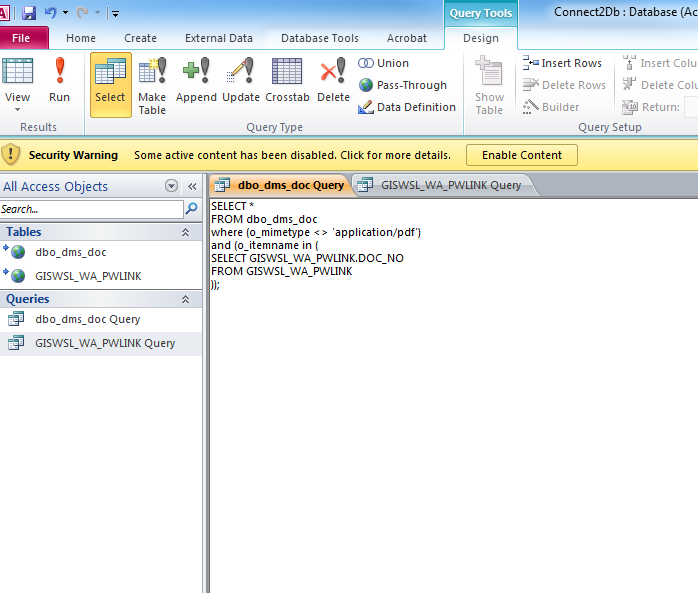 A
Query Tools
Connect2Db : Database (Ac
File
Home
Create
External Data
Database Tools
Acrobat
Design
View
Run
Select
Make
Table
Append
Update
Crosstab
Delete
Union
Pass-Through
Data Definition
Show
Table
Insert Rows
Delete Rows
Builder
Insert Colu
Delete Colu
Return:
Results
Query Type
Query Setup
Security Warning Some active content has been disabled. Click for more details. Enable Content
All Access Objects
Search...
Tables
dbo_dms_doc
GISWSL_WA_PWLINK
Queries
dbo_dms_doc Query
GISWSL_WA_PWLINK Query
dbo_dms_doc Query
GISWSL_WA_PWLINK Query
SELECT *
FROM dbo_dms_doc
where (o_mimetype <> 'application/pdf')
and (o_itemname in (
SELECT GISWSL_WA_PWLINK.DOC_NO
FROM GISWSL_WA_PWLINK
));